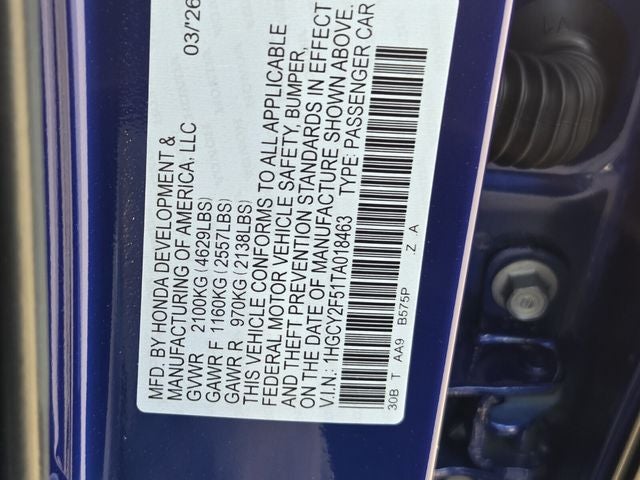 MFD. BY HONDA DEVELOPMENT & 03/'26
MANUFACTURING OF AMERICA, LLC
GVWR 2100KG(4629LBS)
GAWR F 1160KG(2557LBS)
GAWR R 970KG(2138LBS)
THIS VEHICLE CONFORMS TO ALL APPLICABLE
FEDERAL MOTOR VEHICLE SAFETY, BUMPER,
AND THEFT PREVENTION STANDARDS IN EFFECT
ON THE DATE OF MANUFACTURE SHOWN ABOVE.
V.I.N.: 1HGCY2F51TA018463 TYPE: PASSENGER CAR
30B T AA9 B575P .Z A